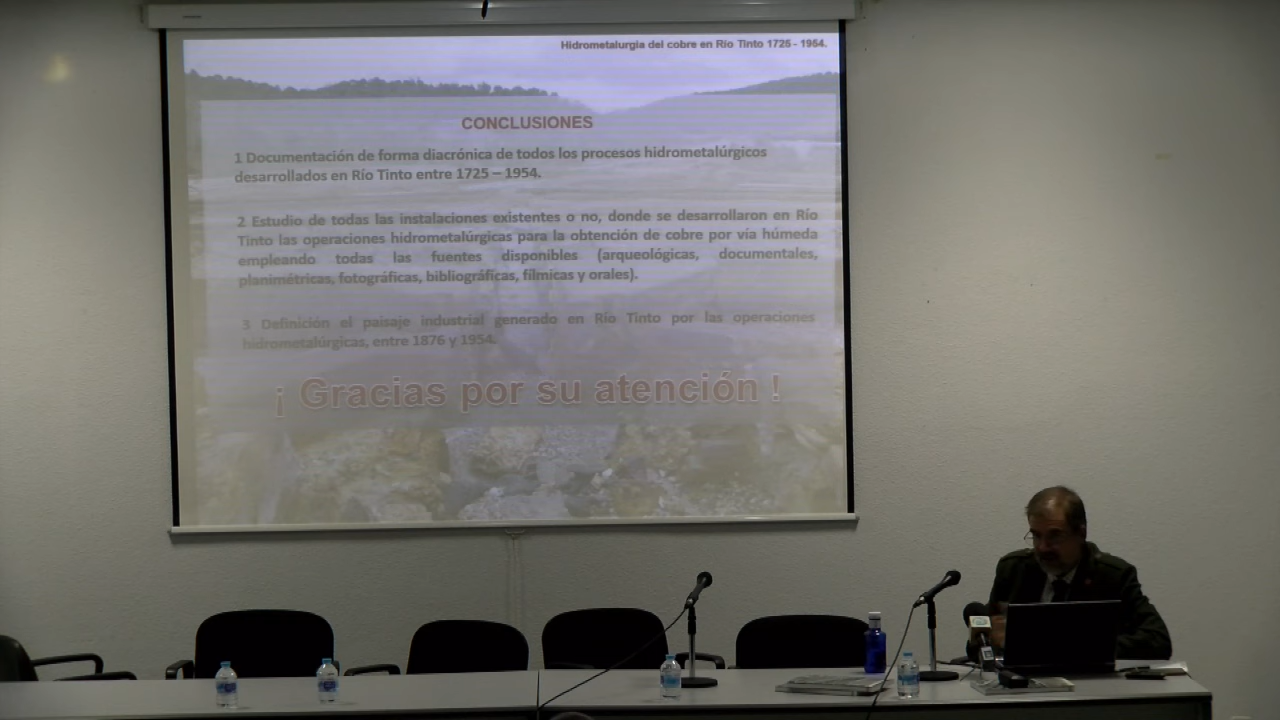 Hidrometalurgia del cobre en Río Tinto 1725 - 1954.
CONCLUSIONES
1 Documentación de forma diacrónica de todos los procesos hidrometalúrgicos
desarrollados en Río Tinto entre 1725 – 1954.
2 Estudio de todas las instalaciones existentes o no, donde se desarrollaron en Río
Tinto las operaciones hidrometalúrgicas para la obtención de cobre por vía húmeda
empleando todas las fuentes disponibles (arqueológicas, documentales,
planimétricas, fotográficas, bibliográficas, fílmicas y orales).
3 Definición el paisaje industrial generado en Río Tinto por las operaciones
hidrometalúrgicas, entre 1876 y 1954.
¡ Gracias por su atención !